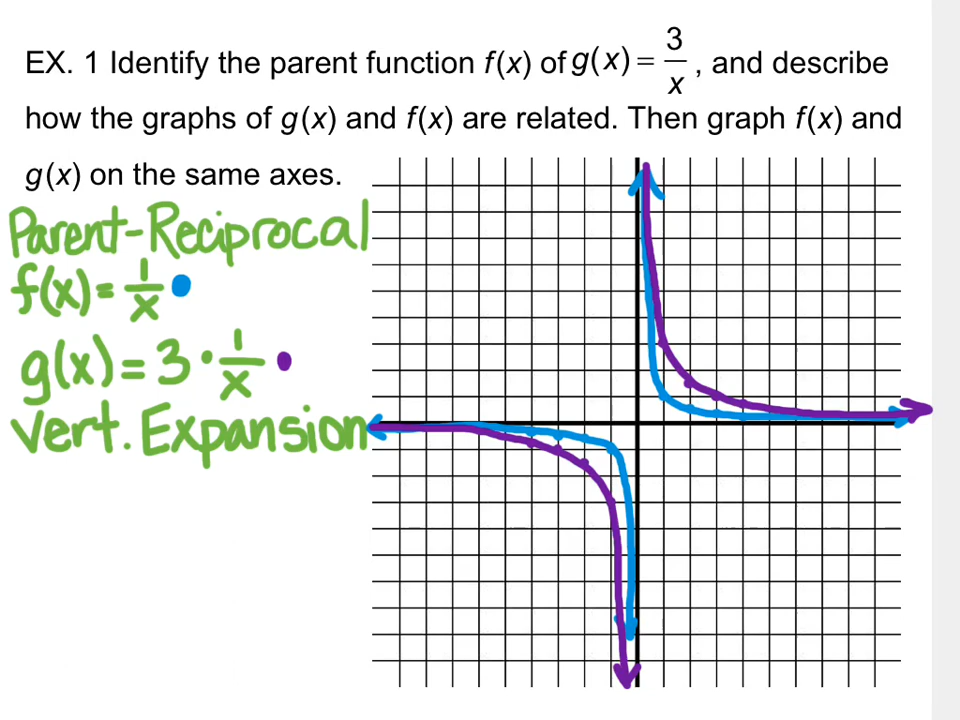 EX. 1 Identify the parent function f(x) of g(x) = 3/x , and describe
how the graphs of g(x) and f(x) are related. Then graph f(x) and
g(x) on the same axes.
Parent-Reciprocal
f(x) = 1/x
g(x) = 3 · 1/x
Vert. Expansion